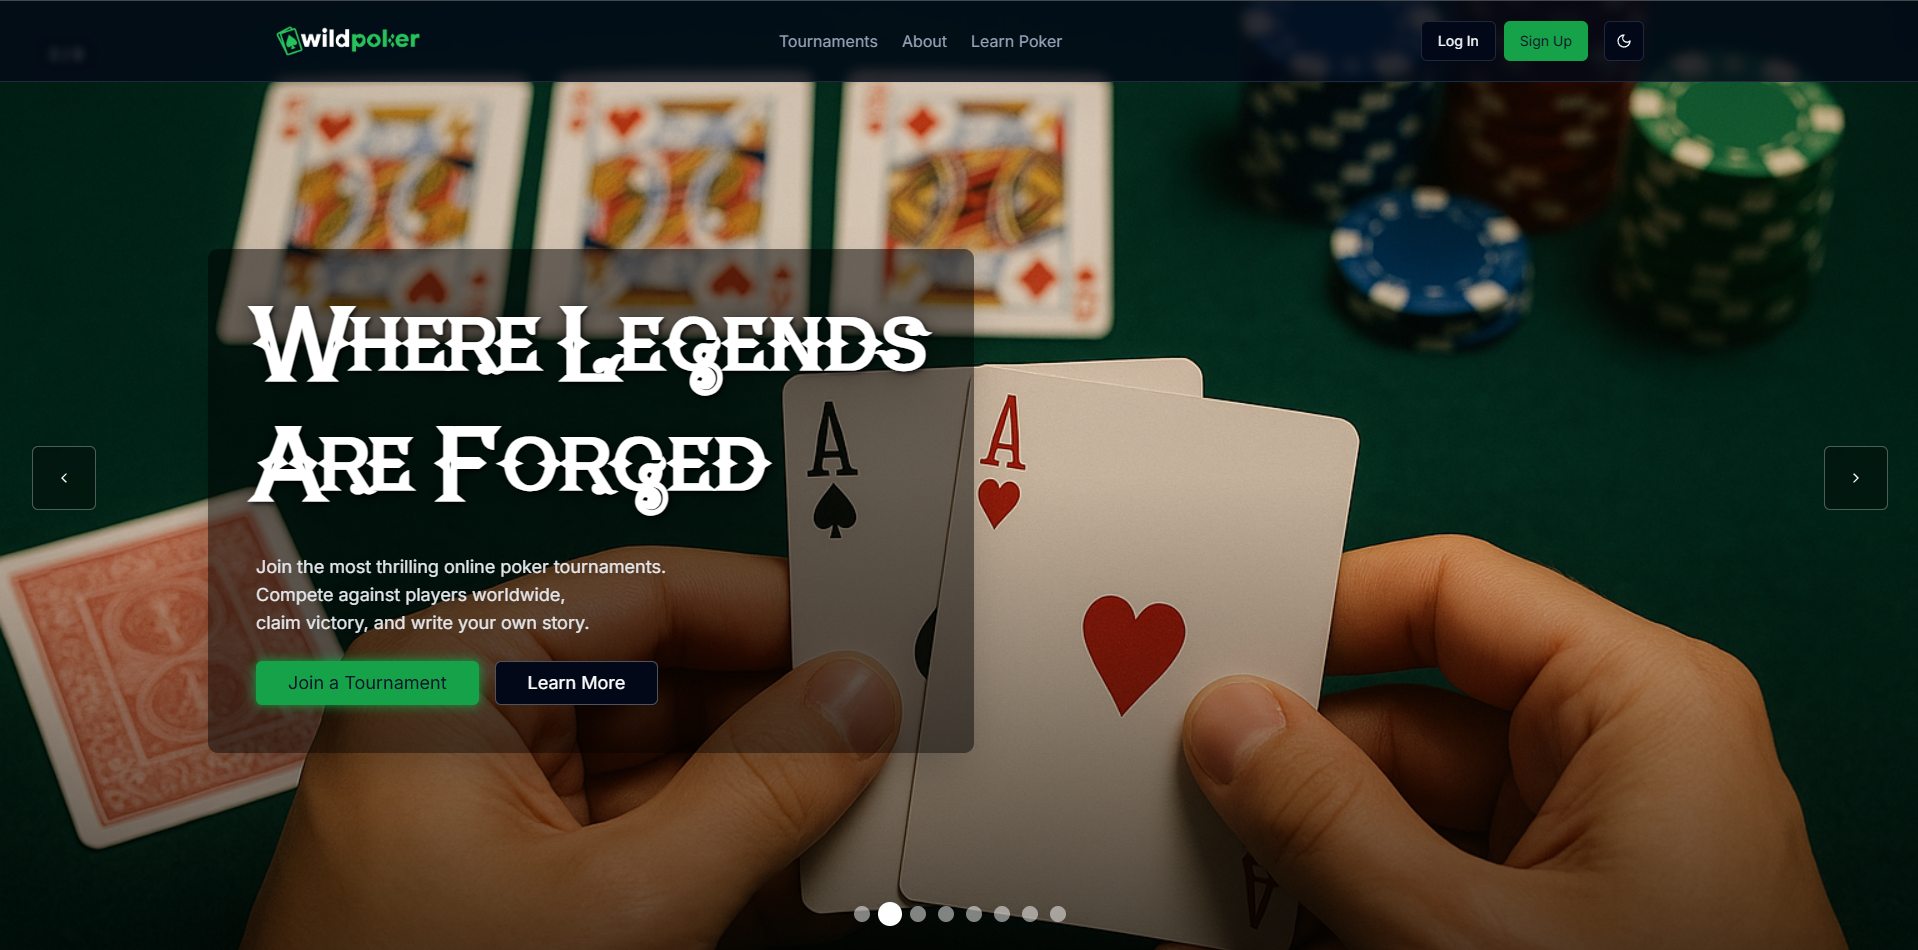 wildpoker
Tournaments About Learn Poker
Log In Sign Up
Where Legends
Are Forged
A A
Join the most thrilling online poker tournaments.
Compete against players worldwide,
claim victory, and write your own story.
Join a Tournament Learn More
A